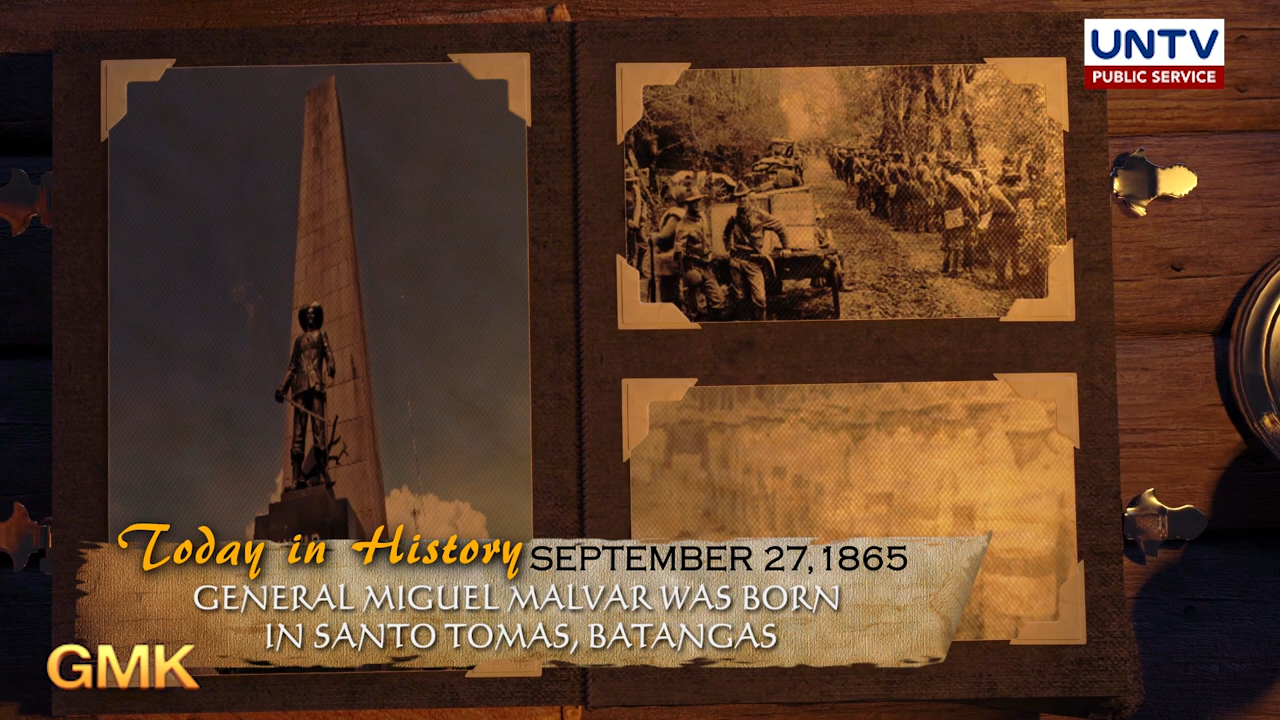 UNTV
PUBLIC SERVICE
Today in History
SEPTEMBER 27, 1865
GENERAL MIGUEL MALVAR WAS BORN
IN SANTO TOMAS, BATANGAS
GMK